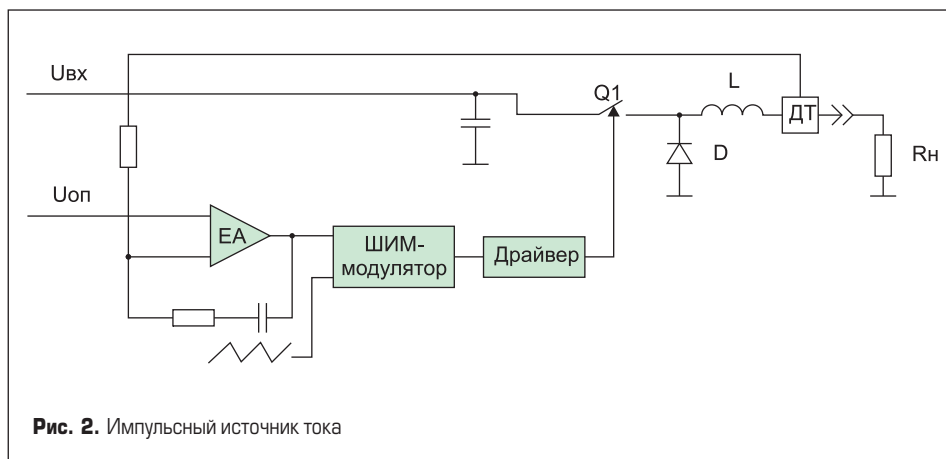 Uвх
Q1
L
ДТ
D
Rн
Uоп
EA
ШИМ-
модулятор
Драйвер
Рис. 2. Импульсный источник тока